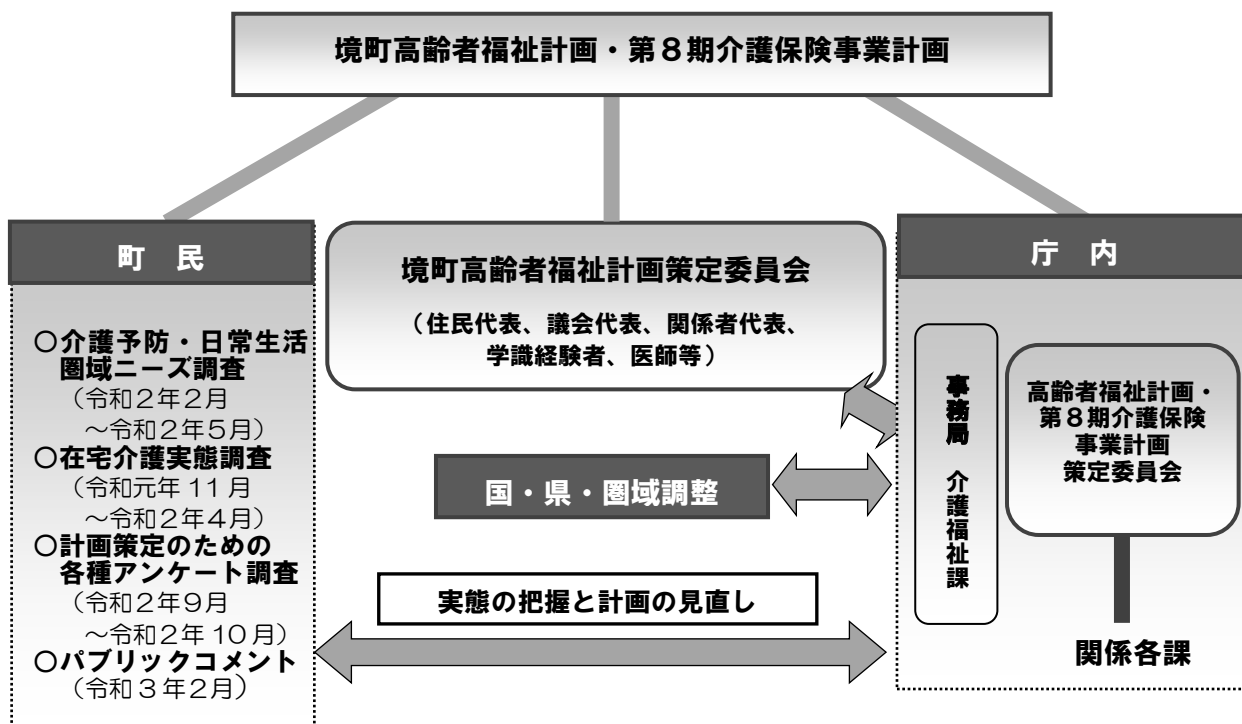 境町高齢者福祉計画・第８期介護保険事業計画
町　民
〇介護予防・日常生活
圏域ニーズ調査
（令和２年２月
～令和２年５月）
〇在宅介護実態調査
（令和元年 11 月
～令和２年４月）
〇計画策定のための
各種アンケート調査
（令和２年９月
～令和２年 10 月）
〇パブリックコメント
（令和３年２月）
境町高齢者福祉計画策定委員会
（住民代表、議会代表、関係者代表、
学識経験者、医師等）
国・県・圏域調整
実態の把握と計画の見直し
庁　内
事務局　介護福祉課
高齢者福祉計画・
第８期介護保険
事業計画
策定委員会
関係各課